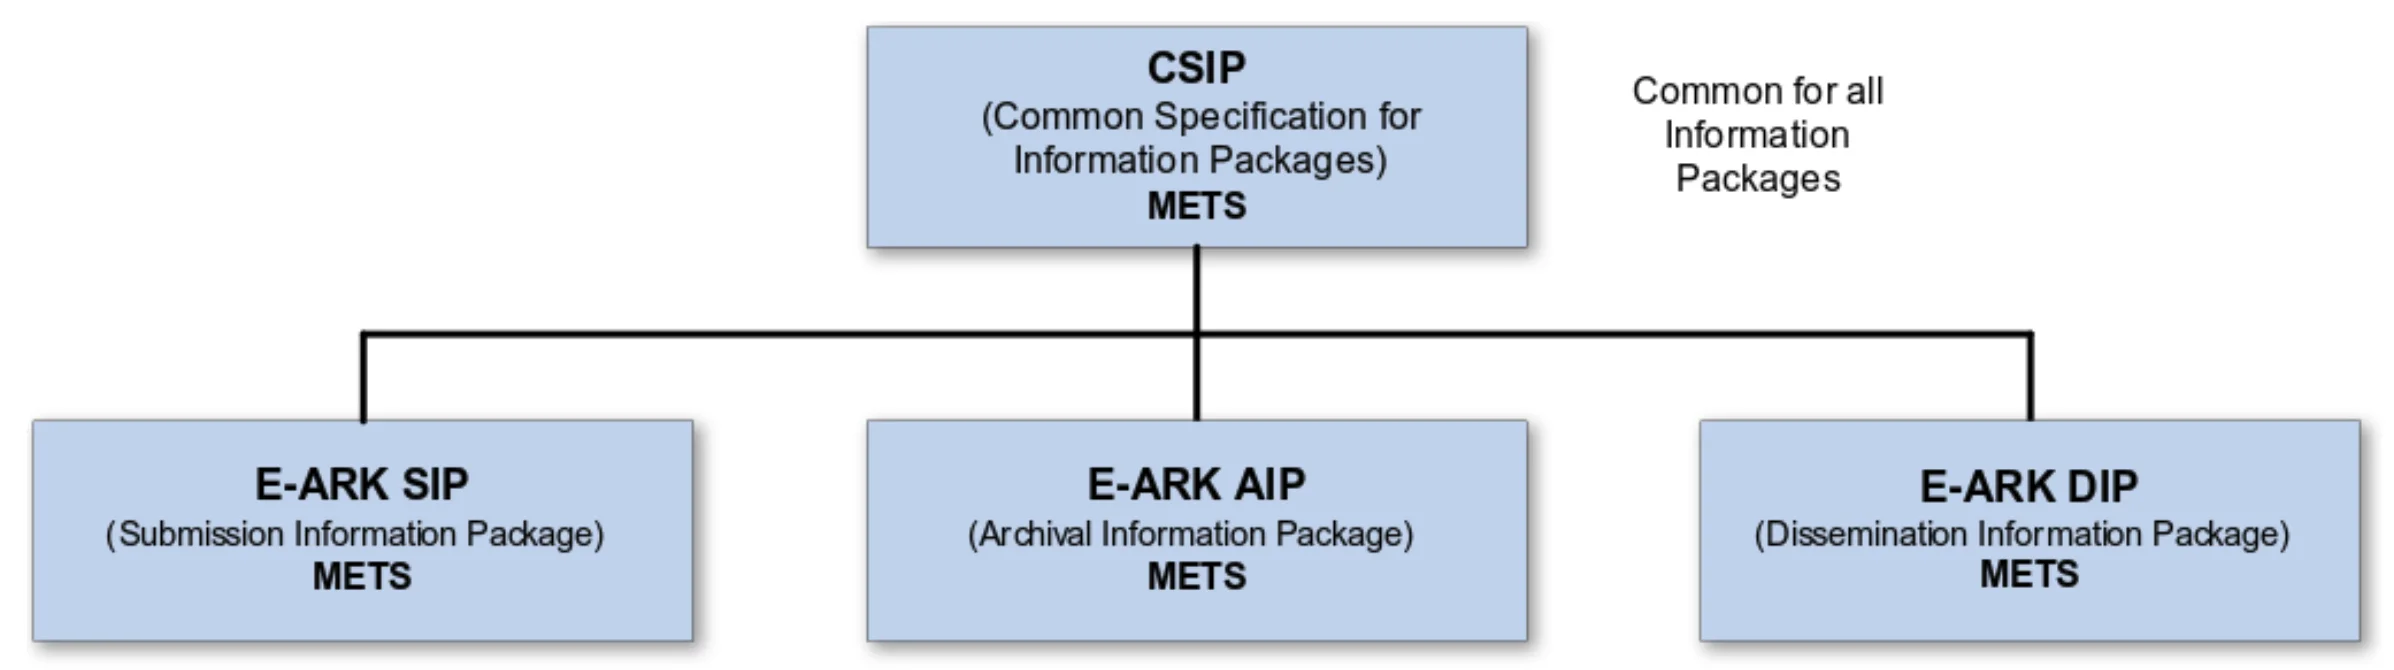 CSIP
(Common Specification for
Information Packages)
METS
Common for all
Information
Packages
E-ARK SIP
(Submission Information Package)
METS
E-ARK AIP
(Archival Information Package)
METS
E-ARK DIP
(Dissemination Information Package)
METS